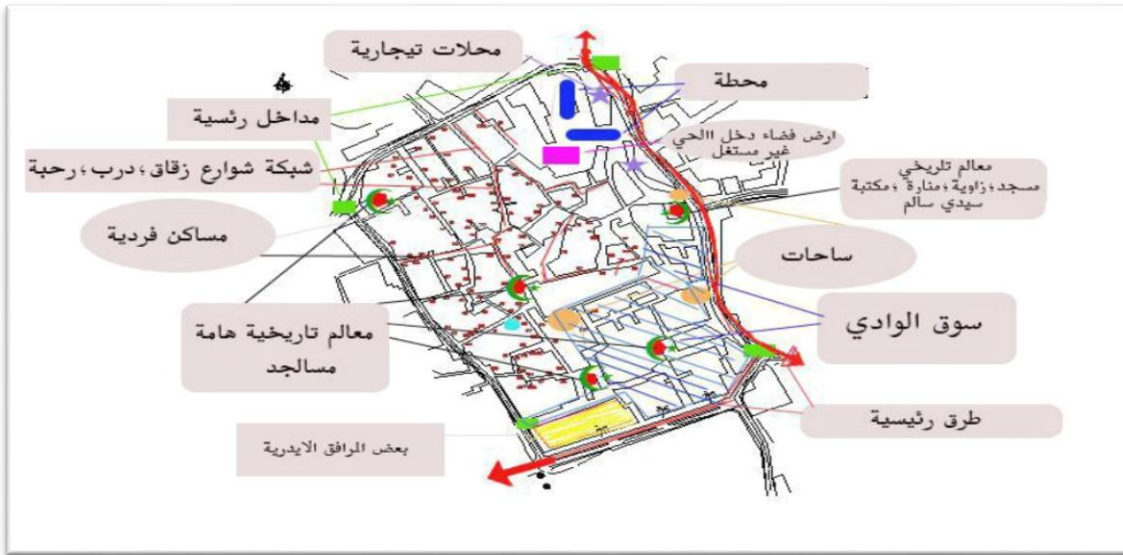 محلات تيجارية
محطة
مداخل رئسية
ارض فضاء دخل االحي
غير مستغل
شبكة شوارع زقاق؛درب؛رحبة
معالم تلريخي
مسجد؛زاوية؛منارة ؛مكتبة
سيدي سالم
مساكن فردية
ساحات
سوق الوادي
معالم تاريخية هامة
مسالجد
طرق رئيسية
بعض المرافق الايدرية